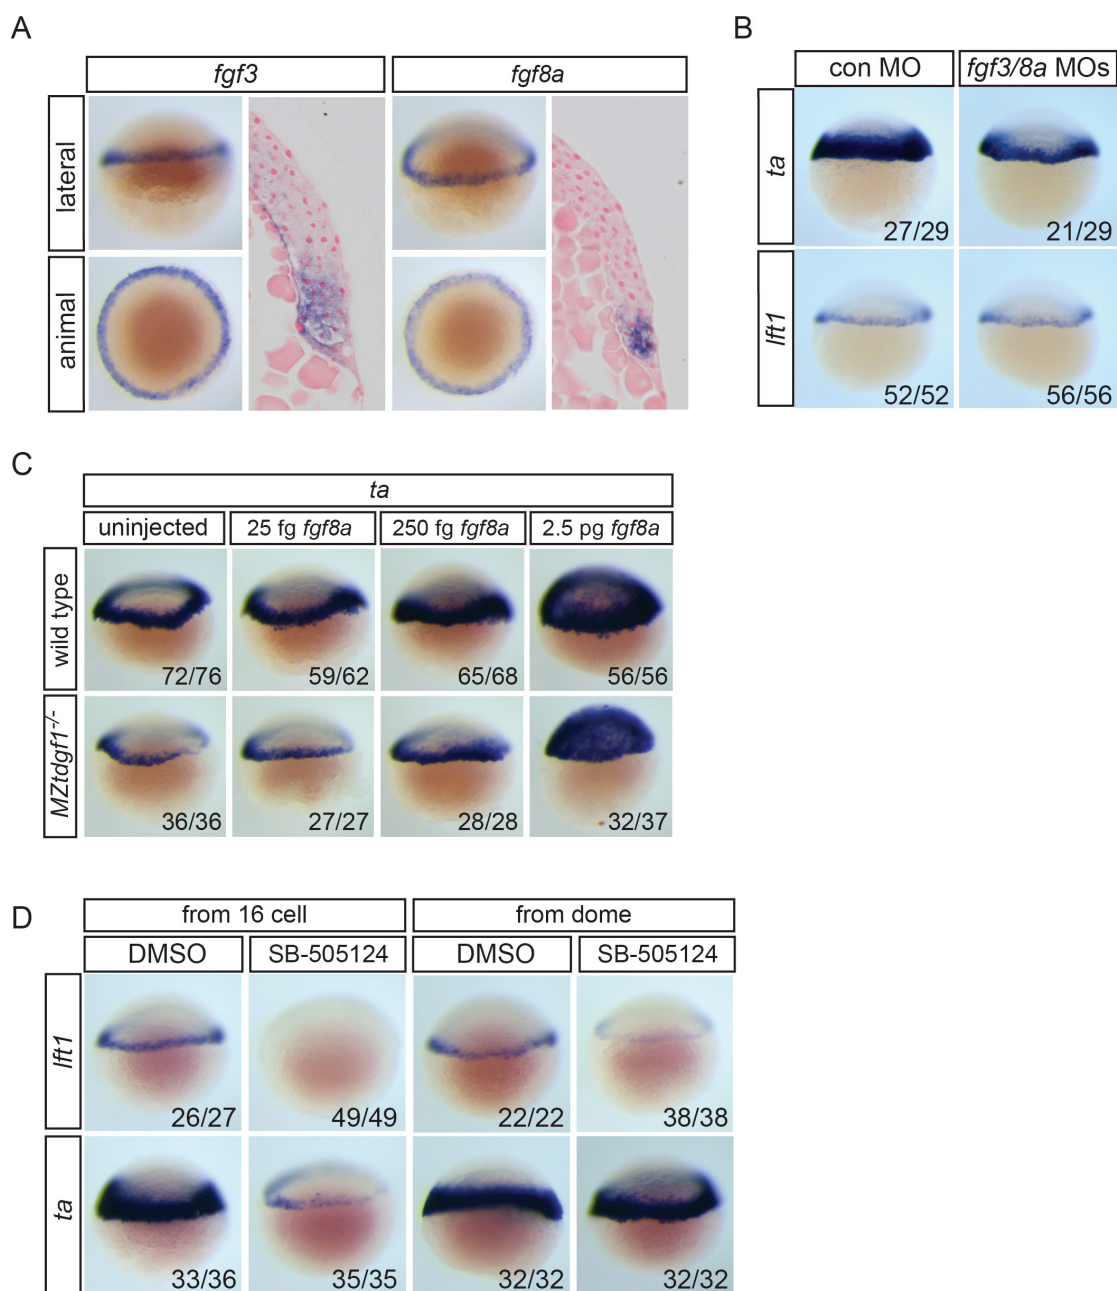 A
fgf3
fgf8a
lateral
animal
B
con MO
fgf3/8a MOs
ta
27/29
21/29
lft1
52/52
56/56
C
ta
uninjected
25 fg fgf8a
250 fg fgf8a
2.5 pg fgf8a
wild type
72/76
59/62
65/68
56/56
MZtdgf1-/-
36/36
27/27
28/28
32/37
D
from 16 cell
from dome
DMSO
SB-505124
DMSO
SB-505124
lft1
26/27
49/49
22/22
38/38
ta
33/36
35/35
32/32
32/32